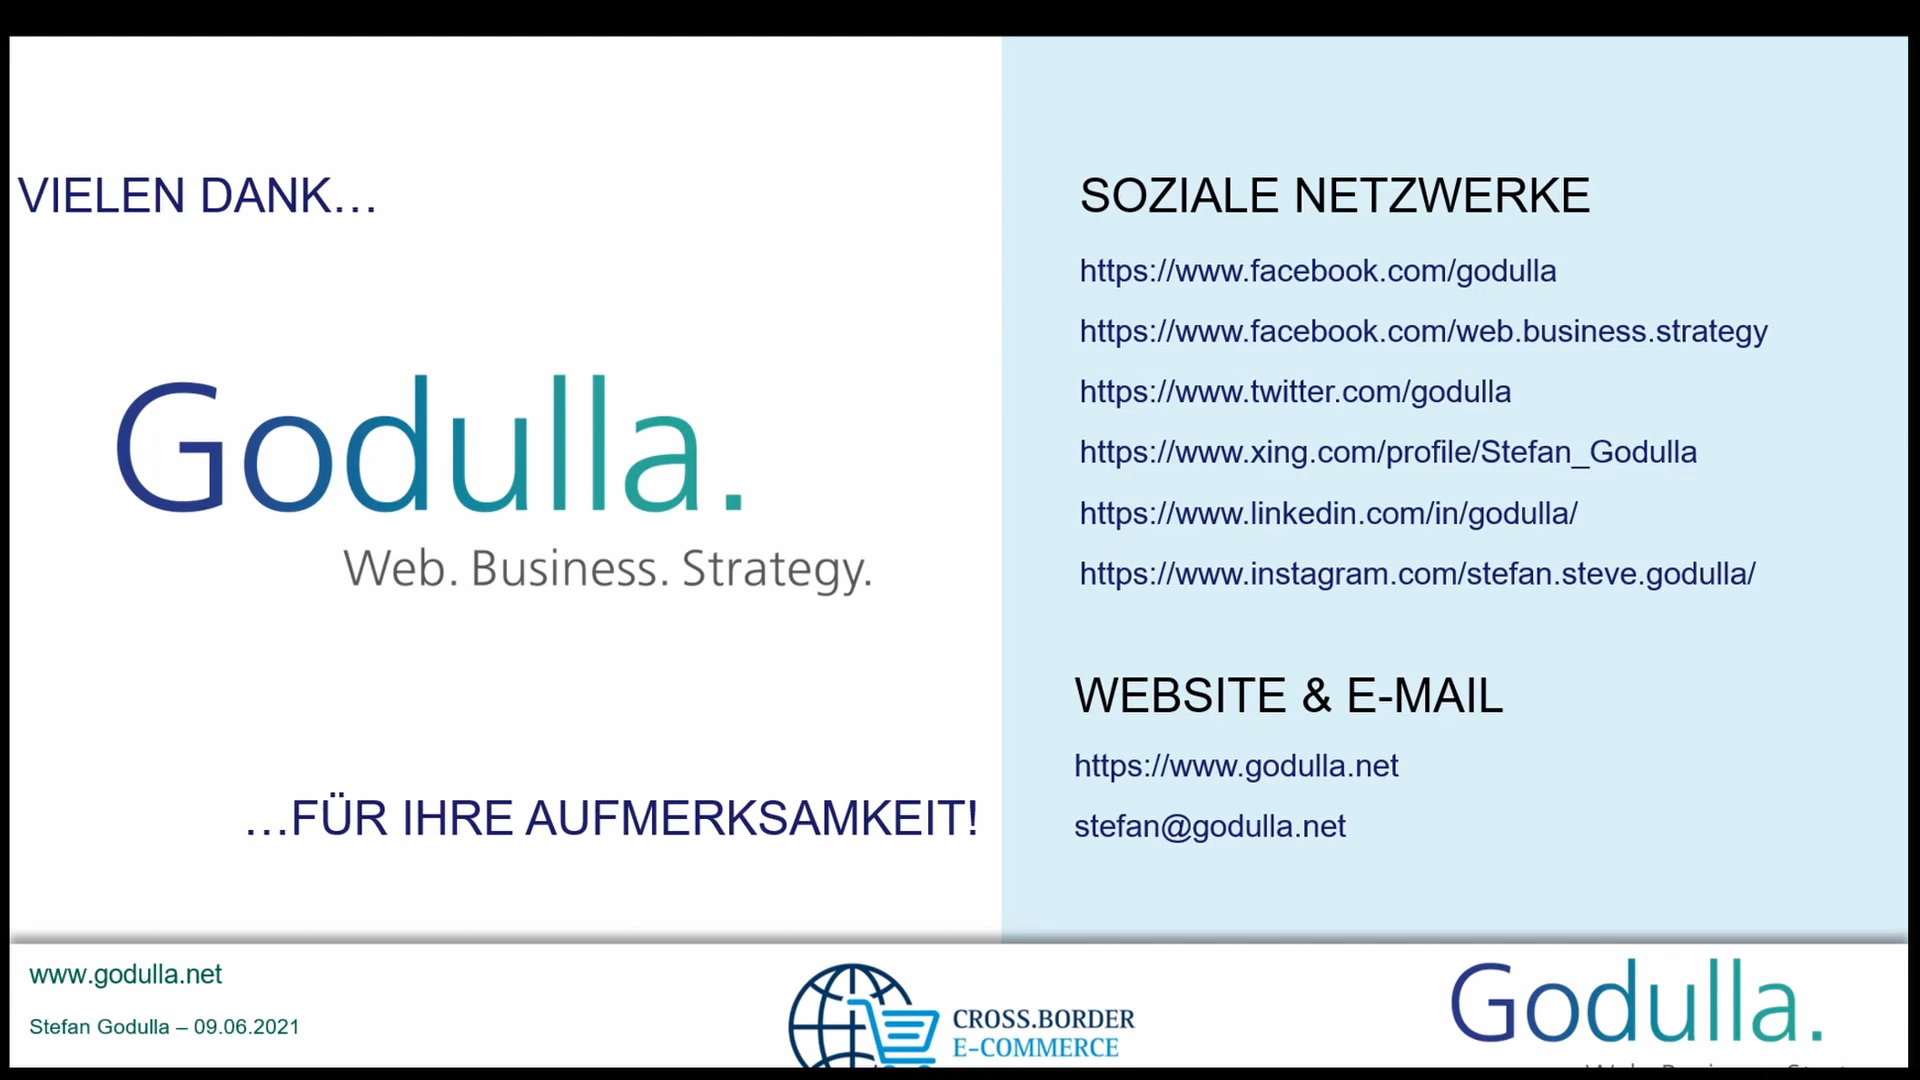 VIELEN DANK…
Godulla.
Web. Business. Strategy.
…FÜR IHRE AUFMERKSAMKEIT!
SOZIALE NETZWERKE
https://www.facebook.com/godulla
https://www.facebook.com/web.business.strategy
https://www.twitter.com/godulla
https://www.xing.com/profile/Stefan_Godulla
https://www.linkedin.com/in/godulla/
https://www.instagram.com/stefan.steve.godulla/
WEBSITE & E-MAIL
https://www.godulla.net
stefan@godulla.net
www.godulla.net
Stefan Godulla – 09.06.2021
CROSS.BORDER
E-COMMERCE
Godulla.